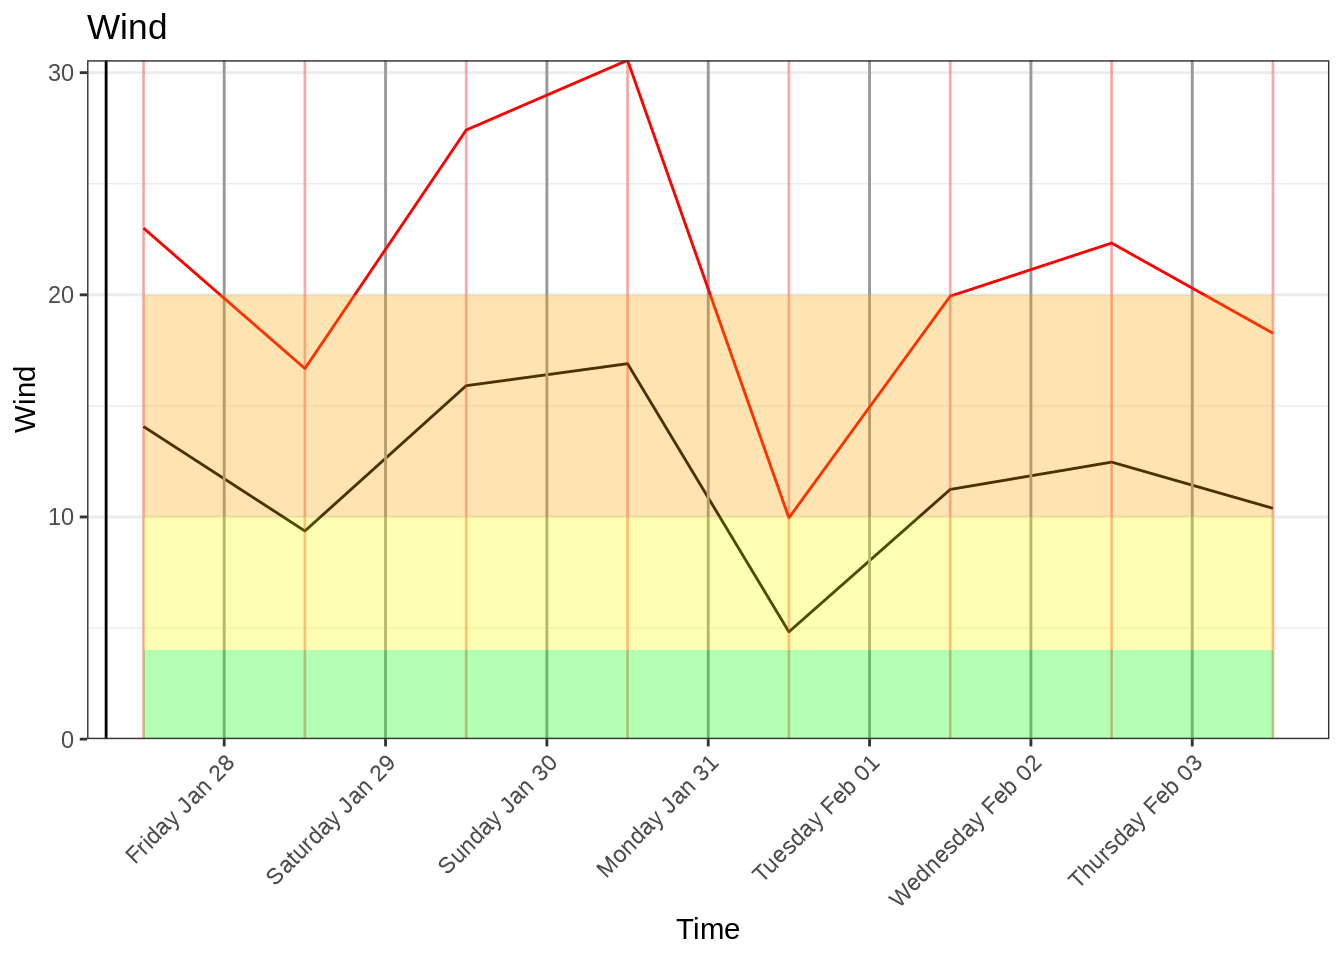 Wind
30
20
10
0
Wind
Friday Jan 28
Saturday Jan 29
Sunday Jan 30
Monday Jan 31
Tuesday Feb 01
Wednesday Feb 02
Thursday Feb 03
Time